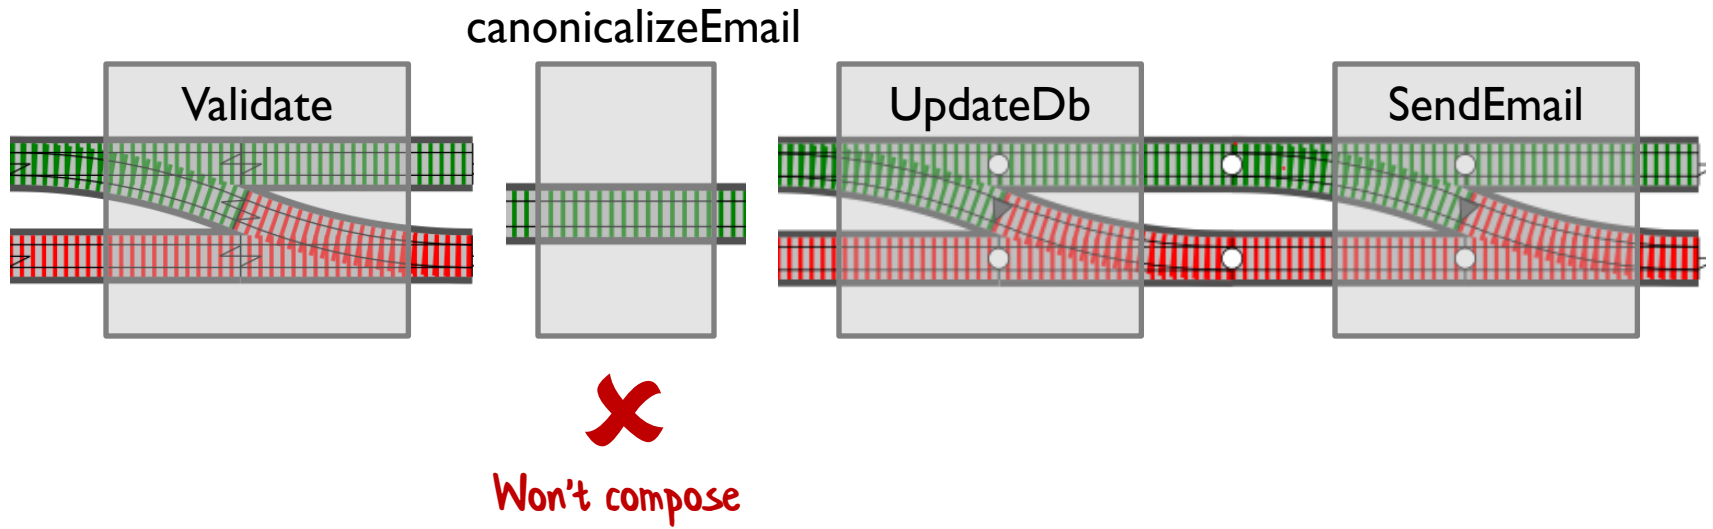 canonicalizeEmail
Validate
UpdateDb
SendEmail
Won't compose